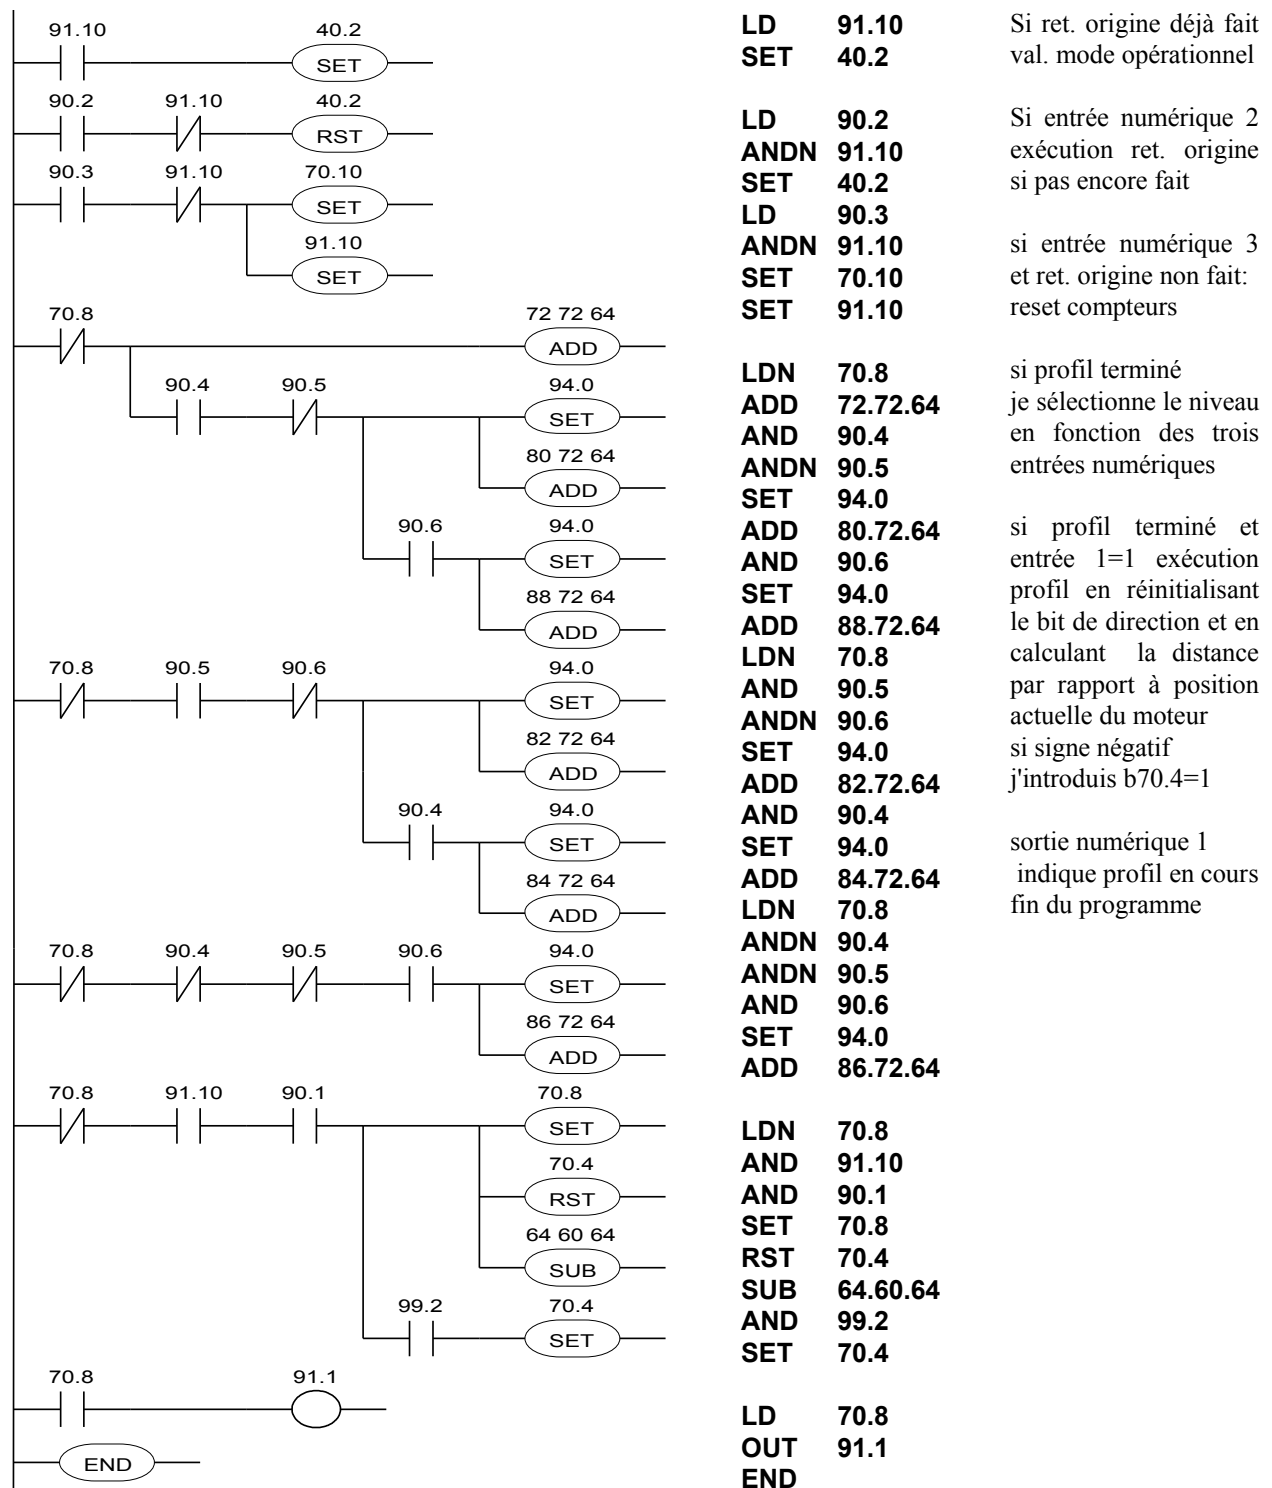 91.10 40.2
SET
90.2 91.10 40.2
RST
90.3 91.10 70.10
SET
91.10
SET
70.8 72 72 64
ADD
90.4 90.5 94.0
SET
80 72 64
ADD
90.6 94.0
SET
88 72 64
ADD
70.8 90.5 90.6 94.0
SET
82 72 64
ADD
90.4 94.0
SET
84 72 64
ADD
70.8 90.4 90.5 90.6 94.0
SET
86 72 64
ADD
70.8 91.10 90.1 70.8
SET
70.4
RST
64 60 64
SUB
99.2 70.4
SET
70.8 91.1
END
LD 91.10
SET 40.2
LD 90.2
ANDN 91.10
SET 40.2
LD 90.3
ANDN 91.10
SET 70.10
SET 91.10
LDN 70.8
ADD 72.72.64
AND 90.4
ANDN 90.5
SET 94.0
ADD 80.72.64
AND 90.6
SET 94.0
ADD 88.72.64
LDN 70.8
AND 90.5
ANDN 90.6
SET 94.0
ADD 82.72.64
AND 90.4
SET 94.0
ADD 84.72.64
LDN 70.8
ANDN 90.4
ANDN 90.5
AND 90.6
SET 94.0
ADD 86.72.64
LDN 70.8
AND 91.10
AND 90.1
SET 70.8
RST 70.4
SUB 64.60.64
AND 99.2
SET 70.4
LD 70.8
OUT 91.1
END
Si ret. origine déjà fait
val. mode opérationnel
Si entrée numérique 2
exécution ret. origine
si pas encore fait
si entrée numérique 3
et ret. origine non fait:
reset compteurs
si profil terminé
je sélectionne le niveau
en fonction des trois
entrées numériques
si profil terminé et
entrée 1=1 exécution
profil en réinitialisant
le bit de direction et en
calculant la distance
par rapport à position
actuelle du moteur
si signe négatif
j'introduis b70.4=1
sortie numérique 1
indique profil en cours
fin du programme